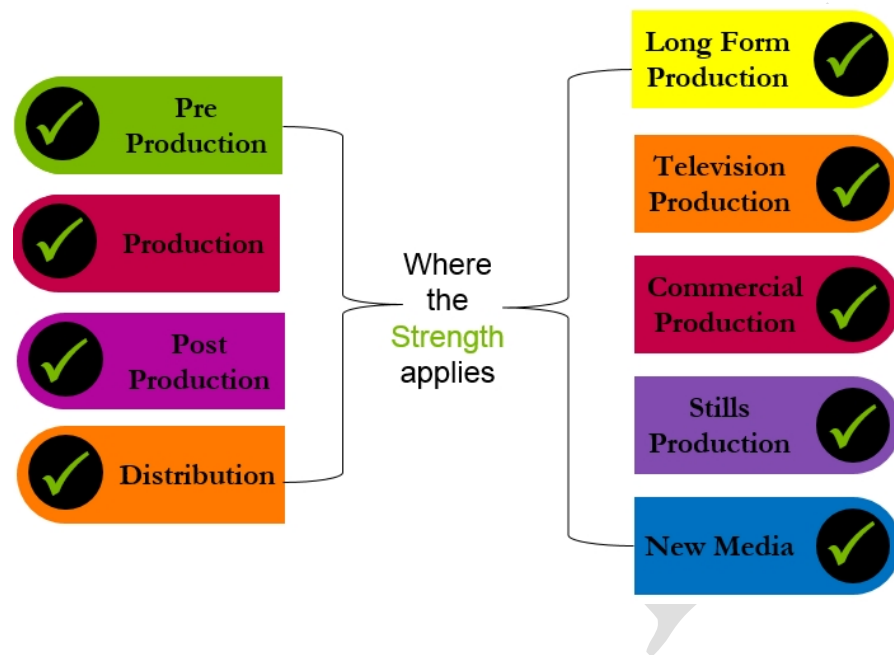 Pre
Production
Production
Post
Production
Distribution
Where
the
Strength
applies
Long Form
Production
Television
Production
Commercial
Production
Stills
Production
New Media